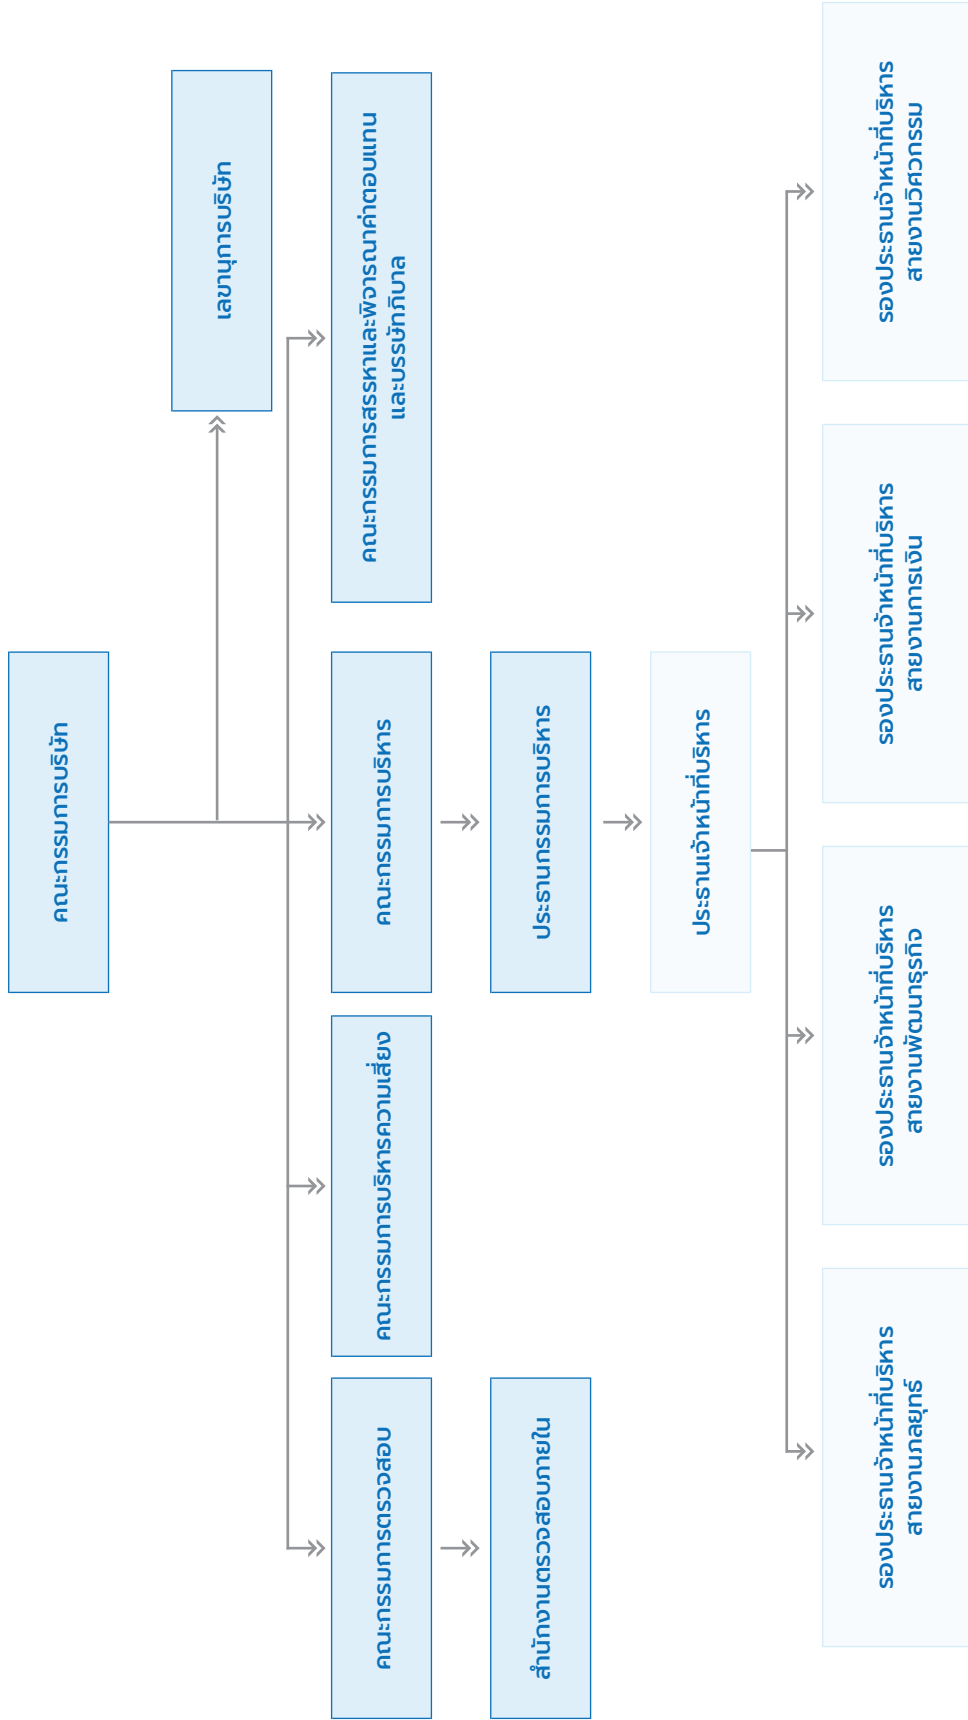 คณะกรรมการบริษัท
เลขานุการบริษัท
คณะกรรมการตรวจสอบ
คณะกรรมการบริหารความเสี่ยง
คณะกรรมการบริหาร
คณะกรรมการสรรหาและพิจารณาค่าตอบแทน
และบรรษัทภิบาล
สำนักงานตรวจสอบภายใน
ประธานกรรมการบริหาร
ประธานเจ้าหน้าที่บริหาร
รองประธานจ้าหน้าที่บริหาร
สายงานกลยุทธ์
รองประธานจ้าหน้าที่บริหาร
สายงานพัฒนาธุรกิจ
รองประธานจ้าหน้าที่บริหาร
สายงานการเงิน
รองประธานจ้าหน้าที่บริหาร
สายงานวิศวกรรม